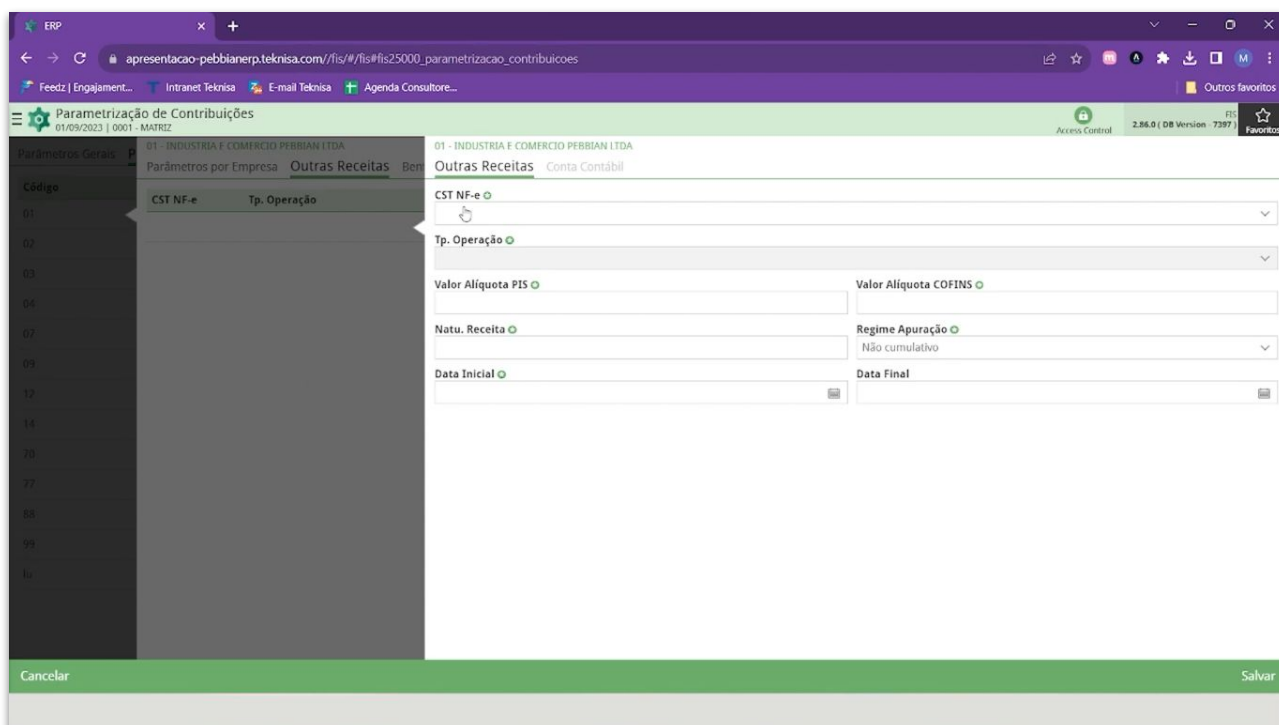 ERP
apresentacao-pebbianerp.teknisa.com//fis/#/fis#fis25000_parametrizacao_contribuicoes
M
Feedz | Engajament... Intranet Teknisa E-mail Teknisa Agenda Consultore... Outros favoritos
Parametrização de Contribuições
01/09/2023 | 0001 - MATRIZ
Access Control
FIS
2.86.0 ( DB Version - 7397 )
Favoritos
Parâmetros Gerais P
01 - INDUSTRIA E COMERCIO PEBBIAN LTDA
Parâmetros por Empresa Outras Receitas Ben
01 - INDUSTRIA E COMERCIO PEBBIAN LTDA
Outras Receitas Conta Contábil
Código
01
02
03
04
07
09
12
14
70
77
88
99
lu
CST NF-e Tp. Operação
CST NF-e
Tp. Operação
Valor Alíquota PIS Valor Alíquota COFINS
Natu. Receita Regime Apuração
Não cumulativo
Data Inicial Data Final
Cancelar Salvar